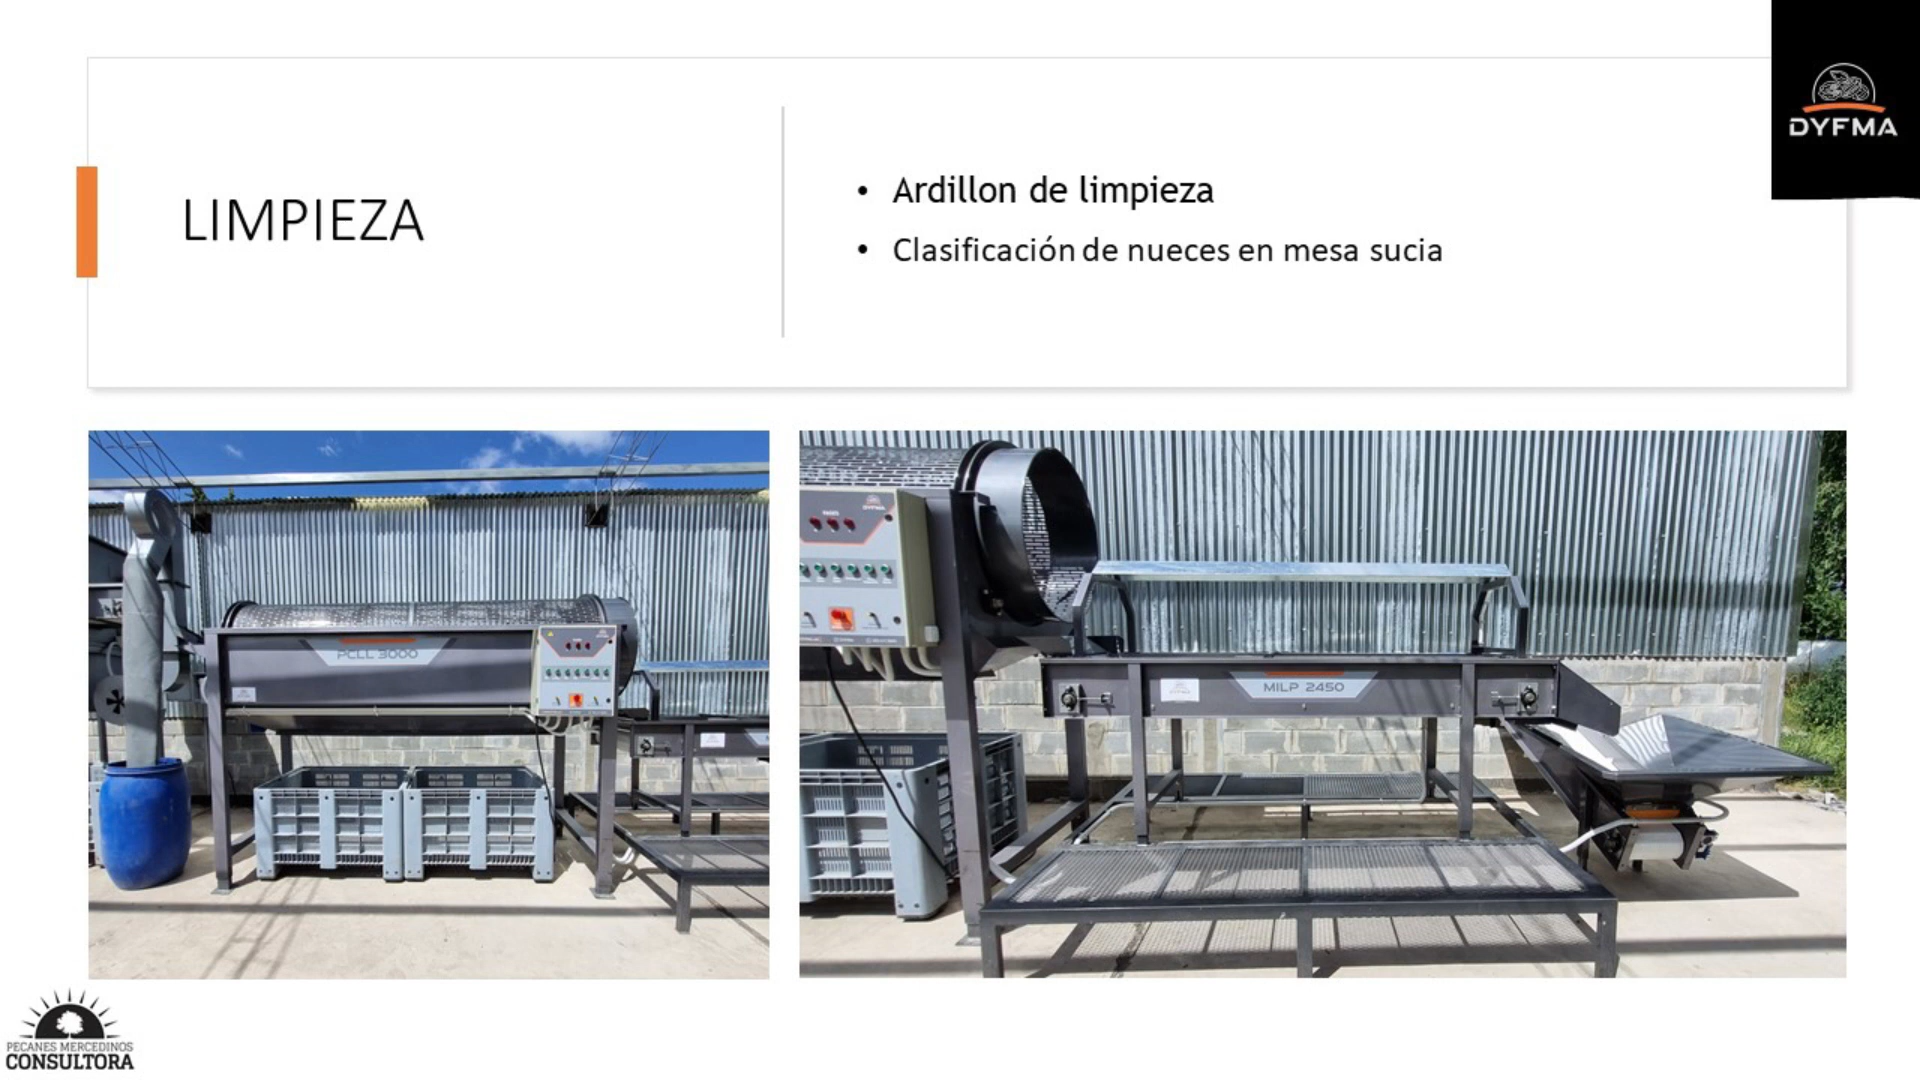 DYFMA
LIMPIEZA
• Ardillon de limpieza
• Clasificación de nueces en mesa sucia
PCLL 3000
MILP 2450
PECANES MERCEDINOS
CONSULTORA